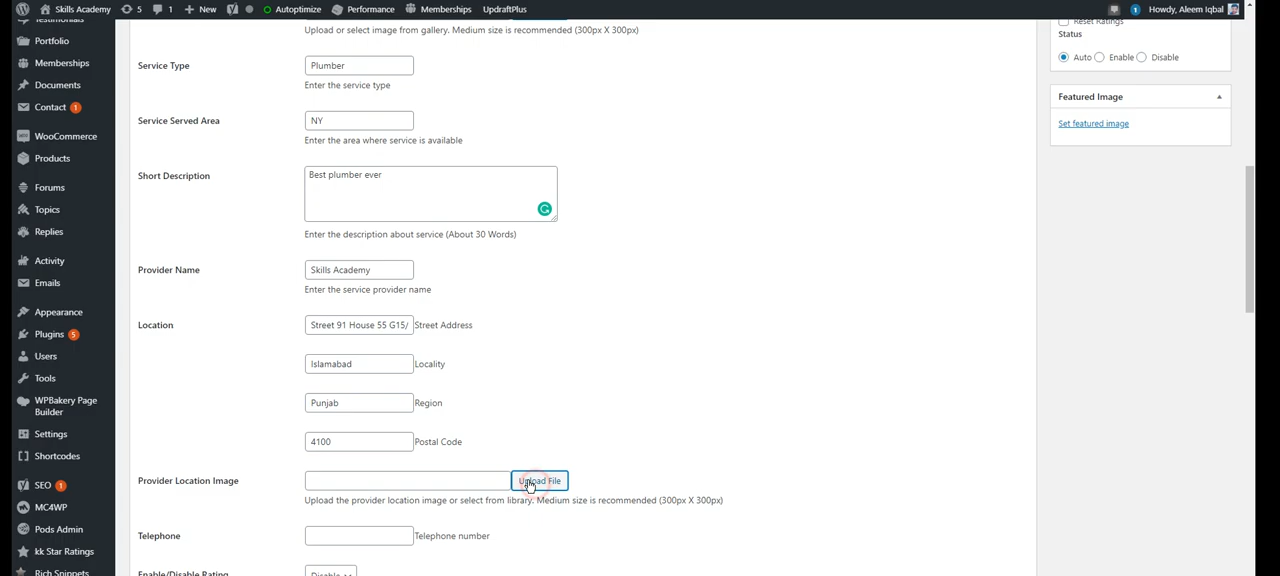 Skills Academy 5 1 + New Autoptimize Performance Memberships UpdraftPlus 1 Howdy, Aleem Iqbal
Testimonials
Portfolio
Memberships
Documents
Contact 1
WooCommerce
Products
Forums
Topics
Replies
Activity
Emails
Appearance
Plugins 5
Users
Tools
WPBakery Page
Builder
Settings
Shortcodes
SEO 1
MC4WP
Pods Admin
kk Star Ratings
Rich Snippets
Upload or select image from gallery. Medium size is recommended (300px X 300px)
Service Type Plumber
Enter the service type
Service Served Area NY
Enter the area where service is available
Short Description Best plumber ever
Enter the description about service (About 30 Words)
Provider Name Skills Academy
Enter the service provider name
Location Street 91 House 55 G15/ Street Address
Islamabad Locality
Punjab Region
4100 Postal Code
Provider Location Image Upload File
Upload the provider location image or select from library. Medium size is recommended (300px X 300px)
Telephone Telephone number
Enable/Disable Rating Disable
Reset Ratings
Status
Auto Enable Disable
Featured Image
Set featured image